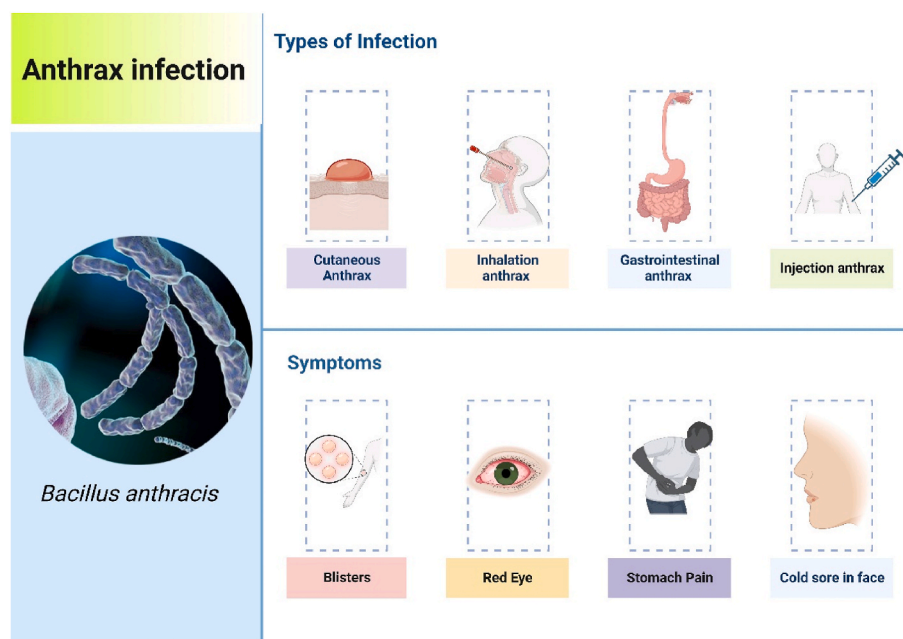 Anthrax infection
Bacillus anthracis
Types of Infection
Cutaneous
Anthrax
Inhalation
anthrax
Gastrointestinal
anthrax
Injection anthrax
Symptoms
Blisters
Red Eye
Stomach Pain
Cold sore in face